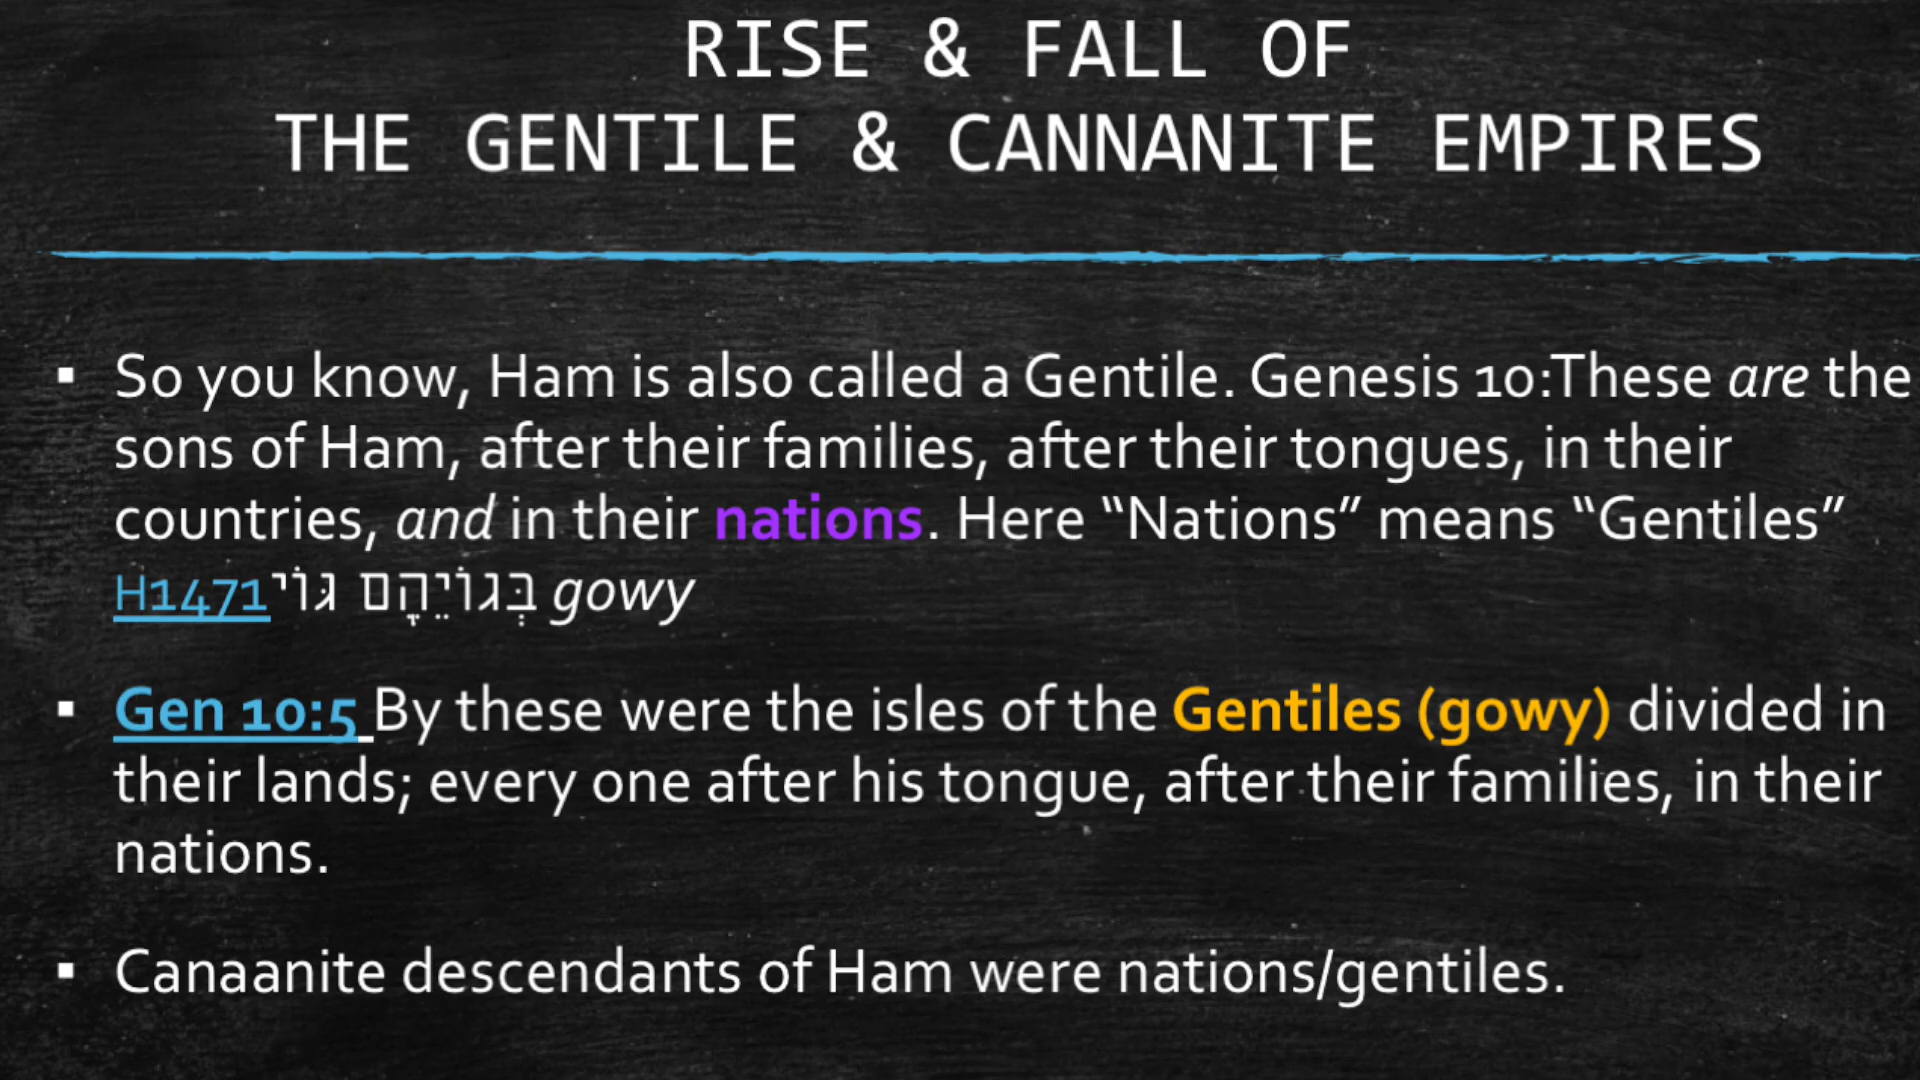 RISE & FALL OF
THE GENTILE & CANNANITE EMPIRES
▪ So you know, Ham is also called a Gentile. Genesis 10:These are the
sons of Ham, after their families, after their tongues, in their
countries, and in their nations. Here “Nations” means “Gentiles”
H1471בְּגוֹיֵהֶֽם גּוֹי gowy
▪ Gen 10:5 By these were the isles of the Gentiles (gowy) divided in
their lands; every one after his tongue, after their families, in their
nations.
▪ Canaanite descendants of Ham were nations/gentiles.